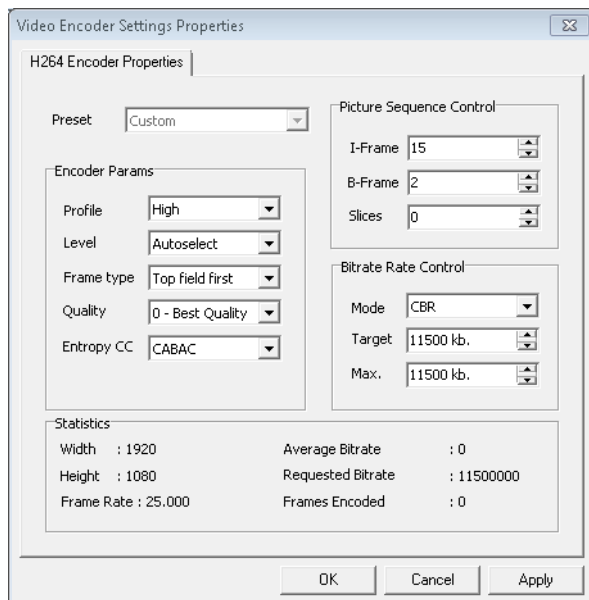 Video Encoder Settings Properties
H264 Encoder Properties
Preset Custom
Encoder Params
Profile High
Level Autoselect
Frame type Top field first
Quality 0 - Best Quality
Entropy CC CABAC
Picture Sequence Control
I-Frame 15
B-Frame 2
Slices 0
Bitrate Rate Control
Mode CBR
Target 11500 kb.
Max. 11500 kb.
Statistics
Width : 1920
Height : 1080
Frame Rate : 25.000
Average Bitrate : 0
Requested Bitrate : 11500000
Frames Encoded : 0
OK Cancel Apply